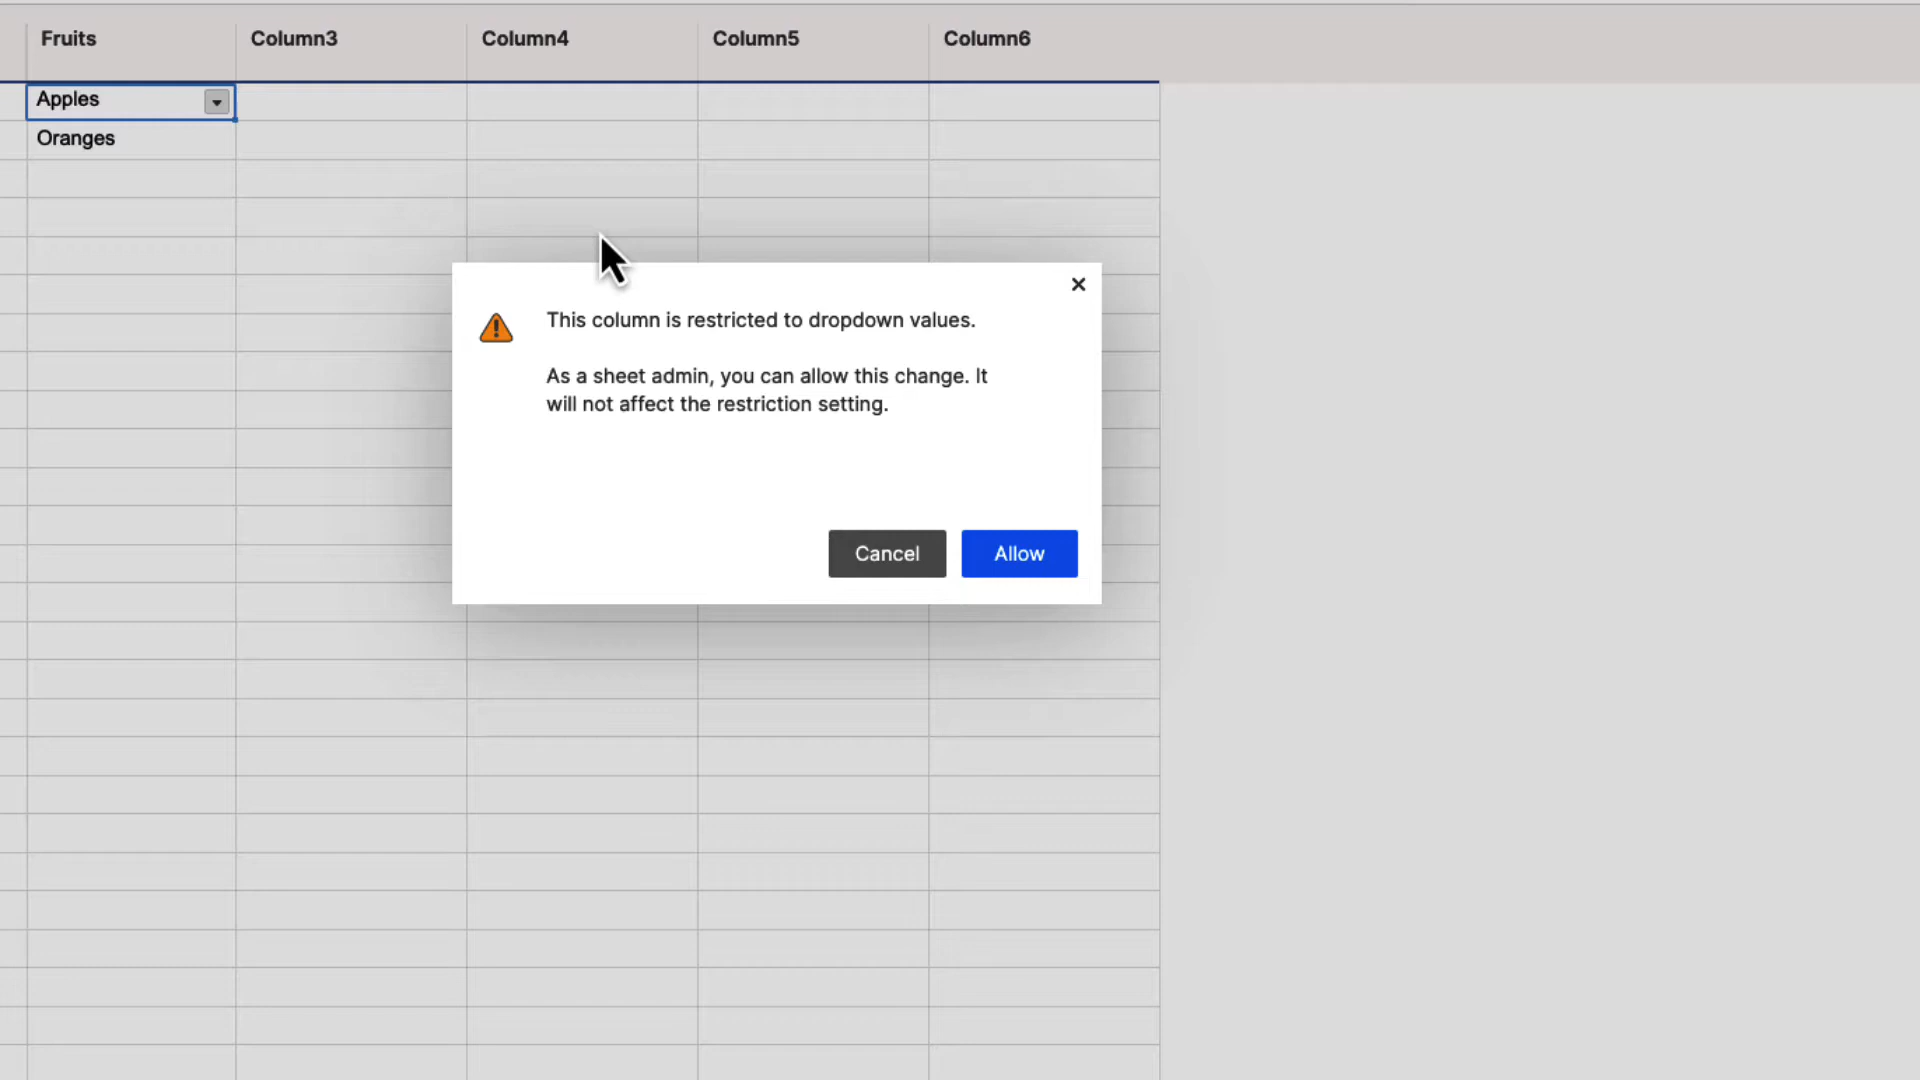 Fruits Column3 Column4 Column5 Column6
Apples
Oranges
This column is restricted to dropdown values.
As a sheet admin, you can allow this change. It
will not affect the restriction setting.
Cancel Allow